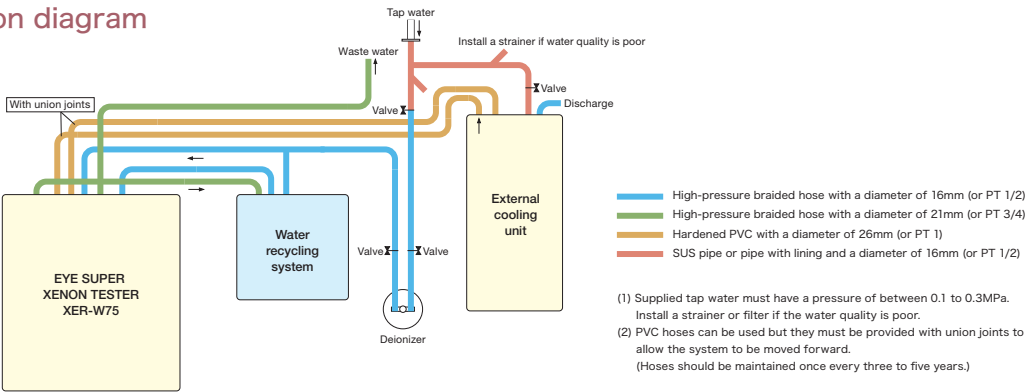 on diagram
Tap water
Install a strainer if water quality is poor
Waste water
Valve
Discharge
With union joints
Valve
External
cooling
unit
Water
recycling
system
Valve
Valve
EYE SUPER
XENON TESTER
XER-W75
Deionizer
High-pressure braided hose with a diameter of 16mm (or PT 1/2)
High-pressure braided hose with a diameter of 21mm (or PT 3/4)
Hardened PVC with a diameter of 26mm (or PT 1)
SUS pipe or pipe with lining and a diameter of 16mm (or PT 1/2)
(1) Supplied tap water must have a pressure of between 0.1 to 0.3MPa.
Install a strainer or filter if the water quality is poor.
(2) PVC hoses can be used but they must be provided with union joints to
allow the system to be moved forward.
(Hoses should be maintained once every three to five years.)